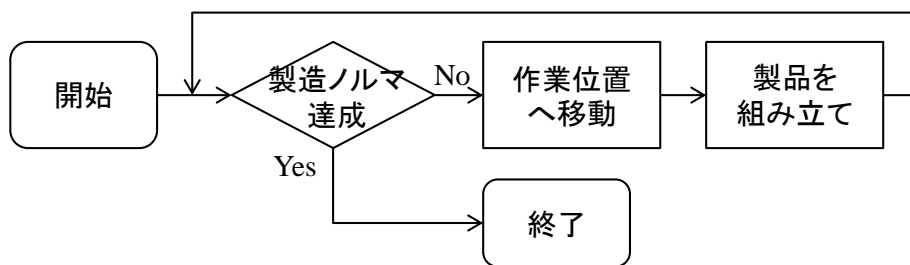 開始
製造ノルマ
達成
No
作業位置
へ移動
製品を
組み立て
Yes
終了